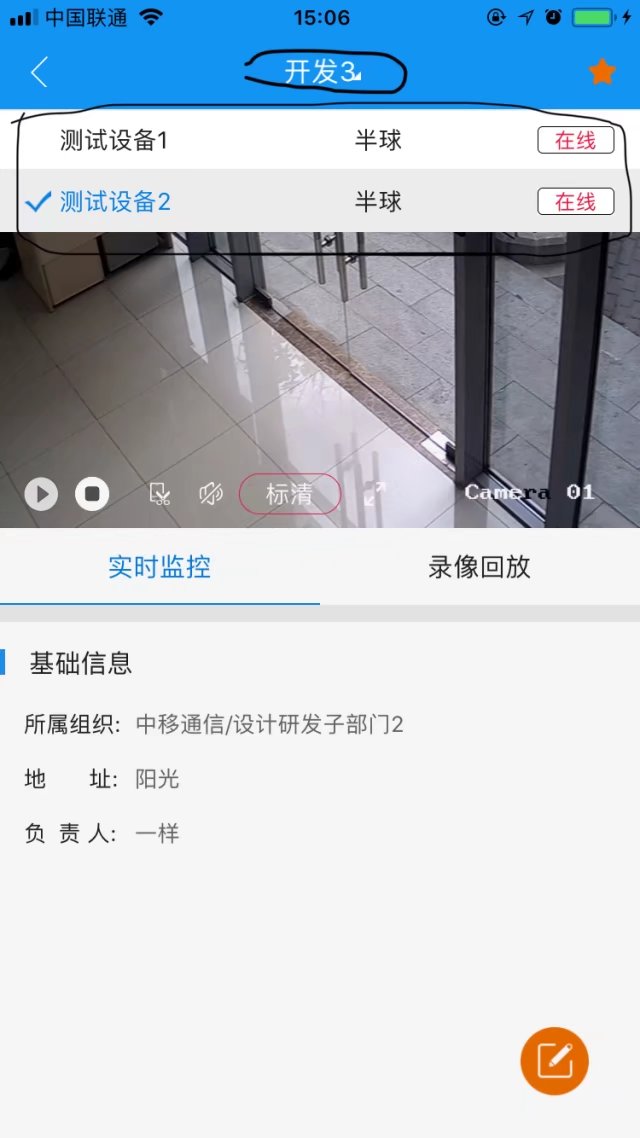 中国联通 15:06
开发3
测试设备1 半球 在线
测试设备2 半球 在线
标清 Camera 01
实时监控 录像回放
基础信息
所属组织: 中移通信/设计研发子部门2
地 址: 阳光
负 责 人: 一样